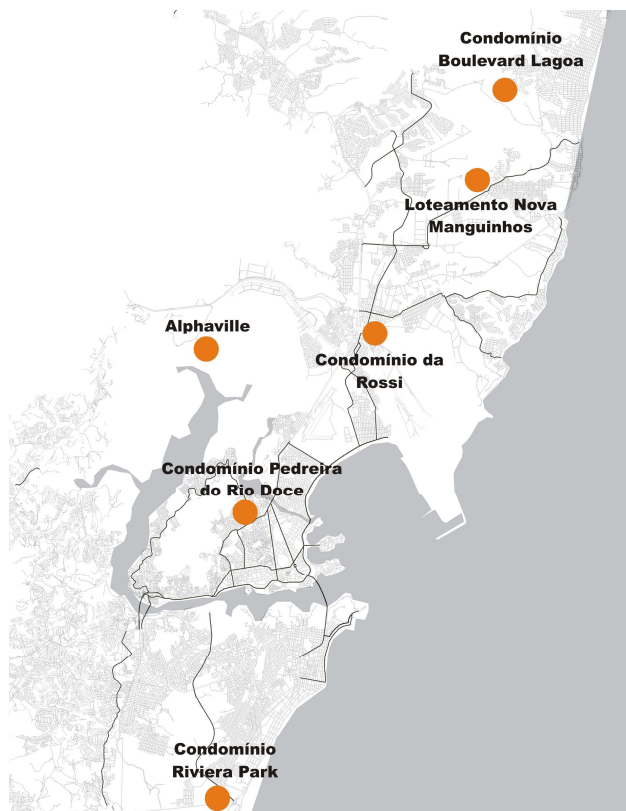 Condomínio
Boulevard Lagoa
Loteamento Nova
Manguinhos
Alphaville
Condomínio da
Rossi
Condomínio Pedreira
do Rio Doce
Condomínio
Riviera Park